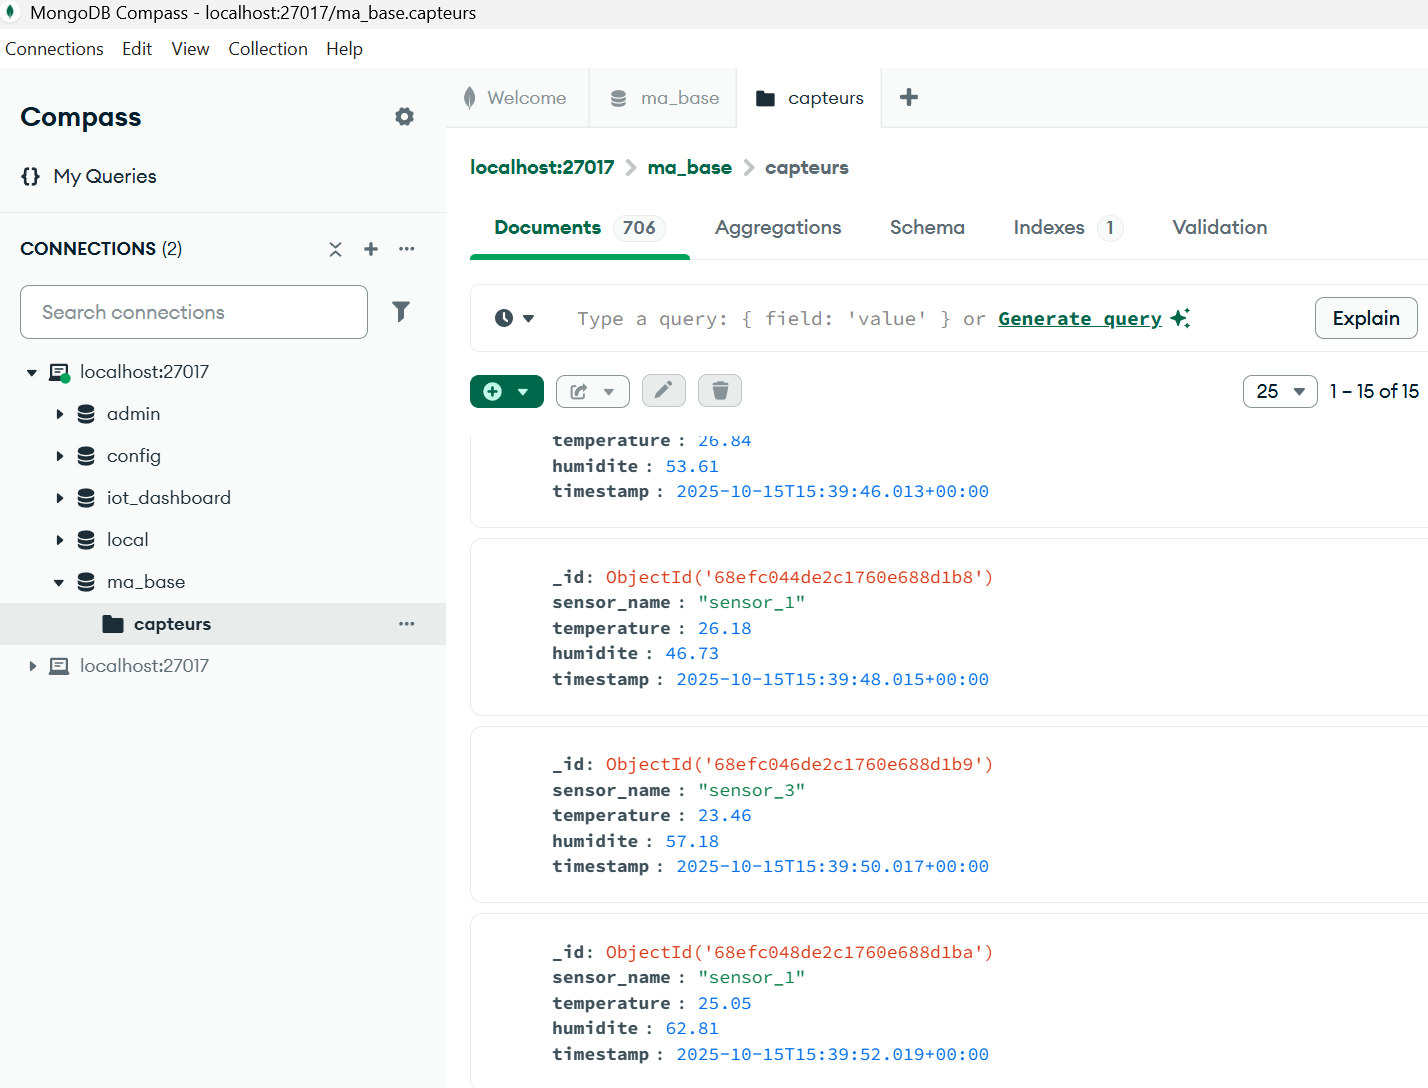 MongoDB Compass - localhost:27017/ma_base.capteurs
Connections Edit View Collection Help
Compass
My Queries
CONNECTIONS (2)
Search connections
localhost:27017
admin
config
iot_dashboard
local
ma_base
capteurs
localhost:27017
Welcome
ma_base
capteurs
localhost:27017 > ma_base > capteurs
Documents 706 Aggregations Schema Indexes 1 Validation
Type a query: { field: 'value' } or Generate query
Explain
25 1 – 15 of 15
temperature : 26.84
humidite : 53.61
timestamp : 2025-10-15T15:39:46.013+00:00
_id: ObjectId('68efc044de2c1760e688d1b8')
sensor_name : "sensor_1"
temperature : 26.18
humidite : 46.73
timestamp : 2025-10-15T15:39:48.015+00:00
_id: ObjectId('68efc046de2c1760e688d1b9')
sensor_name : "sensor_3"
temperature : 23.46
humidite : 57.18
timestamp : 2025-10-15T15:39:50.017+00:00
_id: ObjectId('68efc048de2c1760e688d1ba')
sensor_name : "sensor_1"
temperature : 25.05
humidite : 62.81
timestamp : 2025-10-15T15:39:52.019+00:00